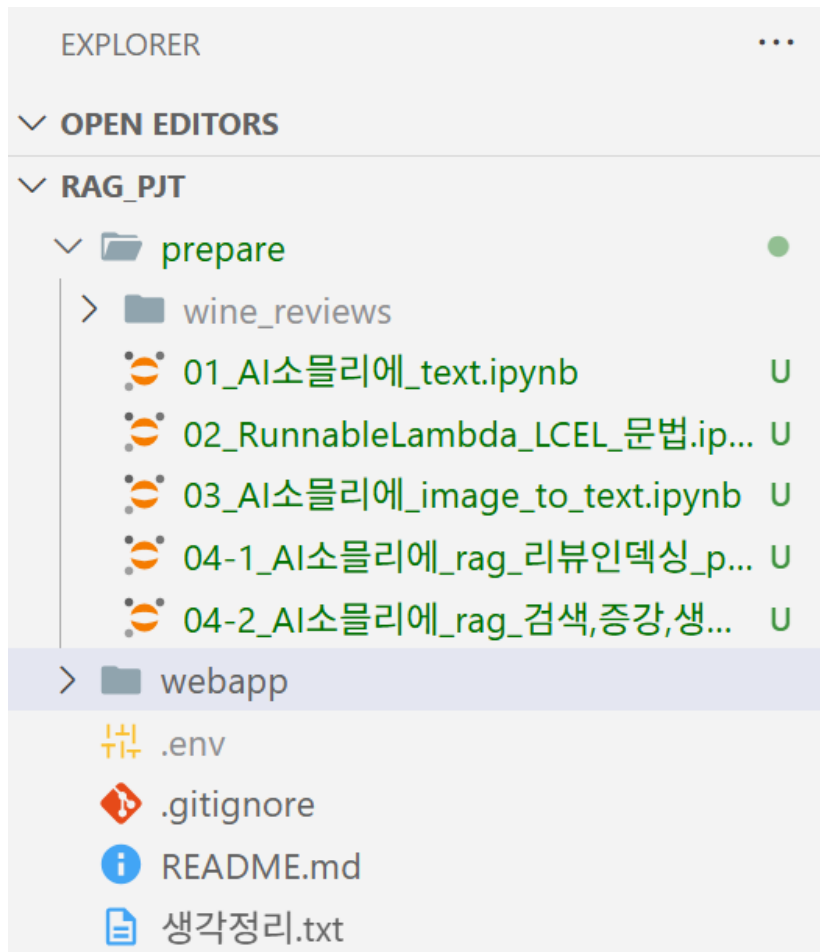 EXPLORER ...
OPEN EDITORS
RAG_PJT
prepare
wine_reviews
01_AI소믈리에_text.ipynb U
02_RunnableLambda_LCEL_문법.ip... U
03_AI소믈리에_image_to_text.ipynb U
04-1_AI소믈리에_rag_리뷰인덱싱_p... U
04-2_AI소믈리에_rag_검색,증강,생... U
webapp
.env
.gitignore
README.md
생각정리.txt